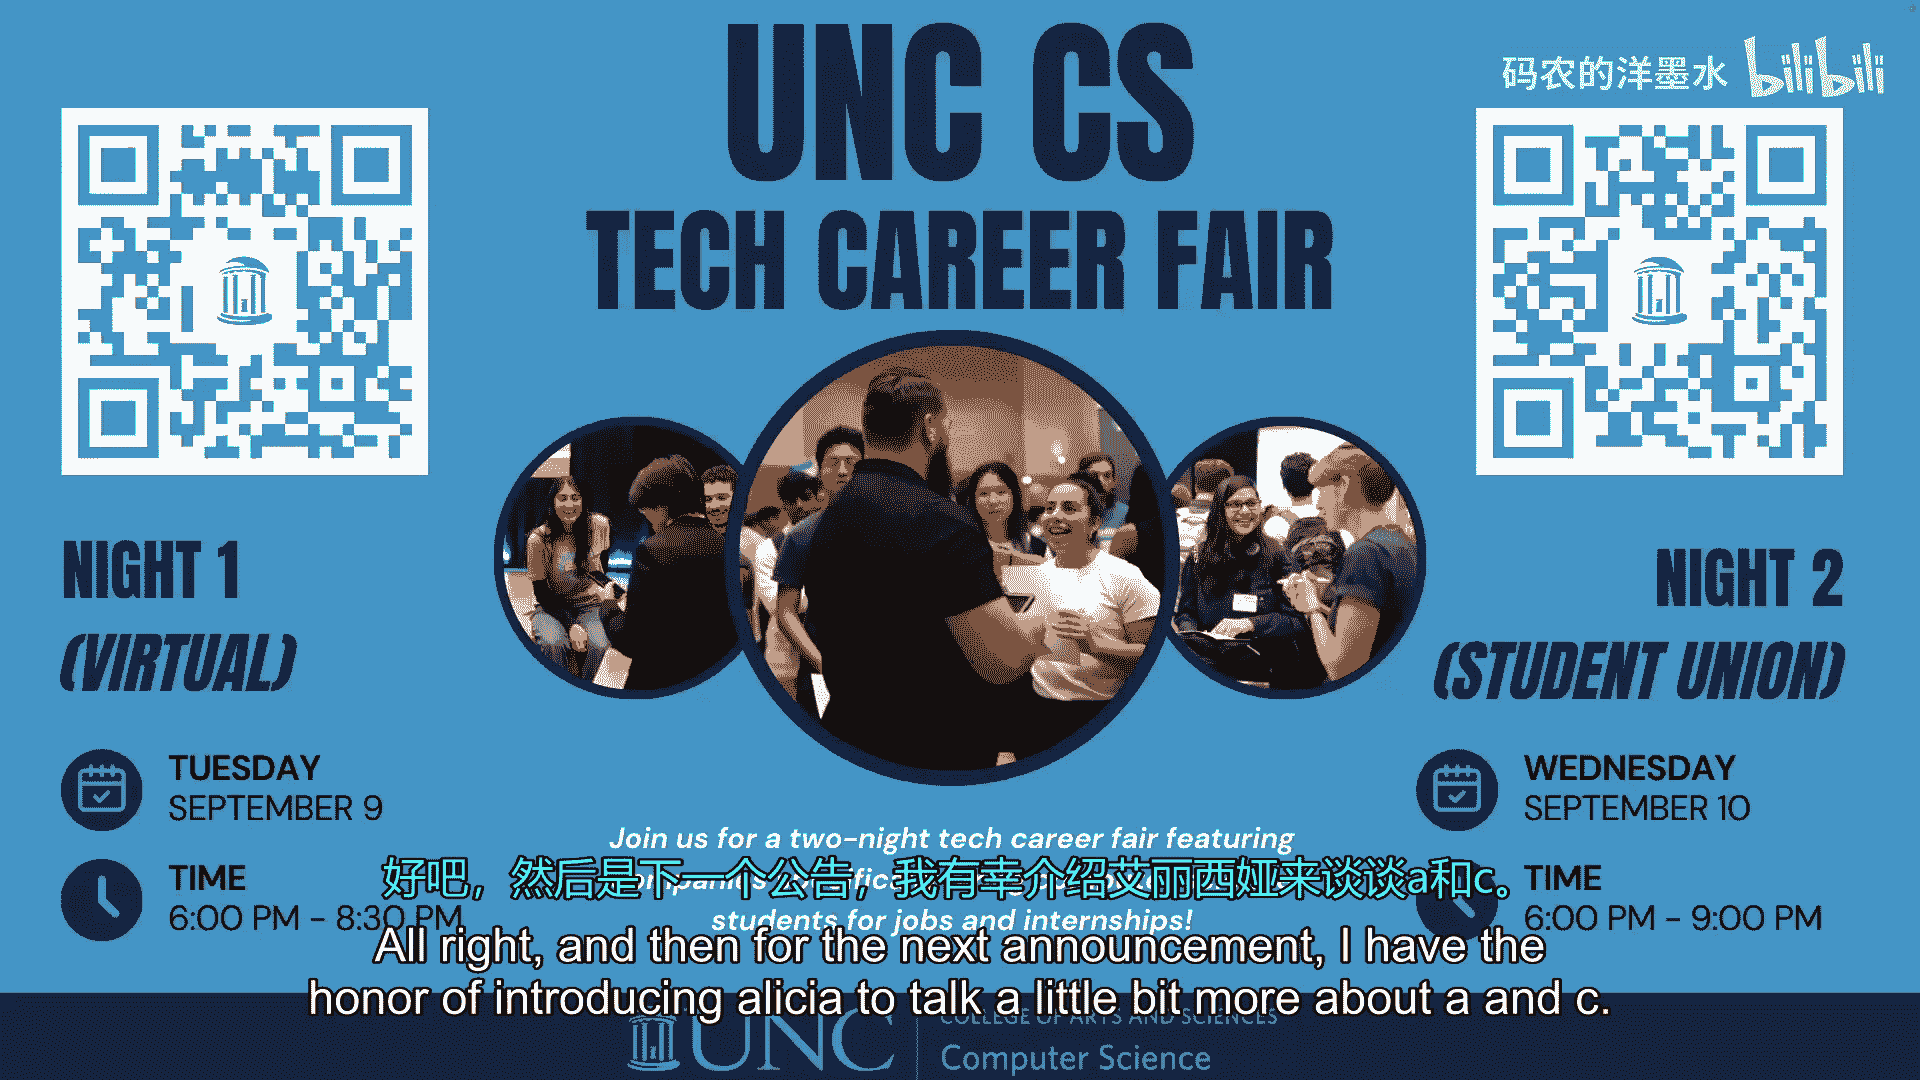 UNC CS
TECH CAREER FAIR
码农的洋墨水 bilibili
NIGHT 1
(VIRTUAL)
TUESDAY
SEPTEMBER 9
TIME
6:00 PM - 8:30 PM
NIGHT 2
(STUDENT UNION)
WEDNESDAY
SEPTEMBER 10
TIME
6:00 PM - 9:00 PM
Join us for a two-night tech career fair featuring
students for jobs and internships!
好吧，然后是下一个公告，我有幸介绍艾丽西娅来谈谈a和c。
All right, and then for the next announcement, I have the
honor of introducing alicia to talk a little bit more about a and c.
UNC
COLLEGE OF ARTS AND SCIENCES
Computer Science